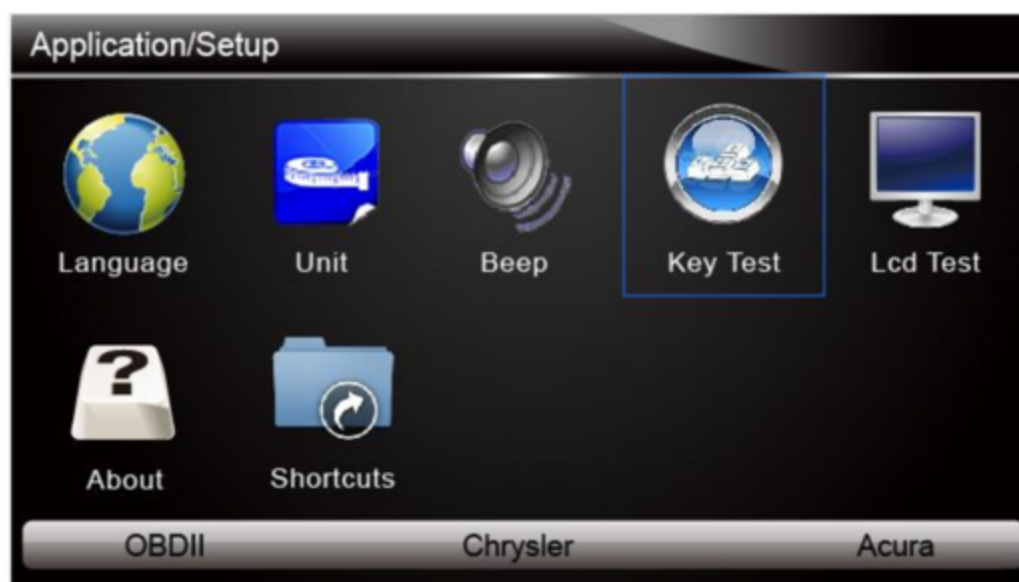 Application/Setup
Language Unit Beep Key Test Lcd Test
? 
About Shortcuts
OBDII Chrysler Acura